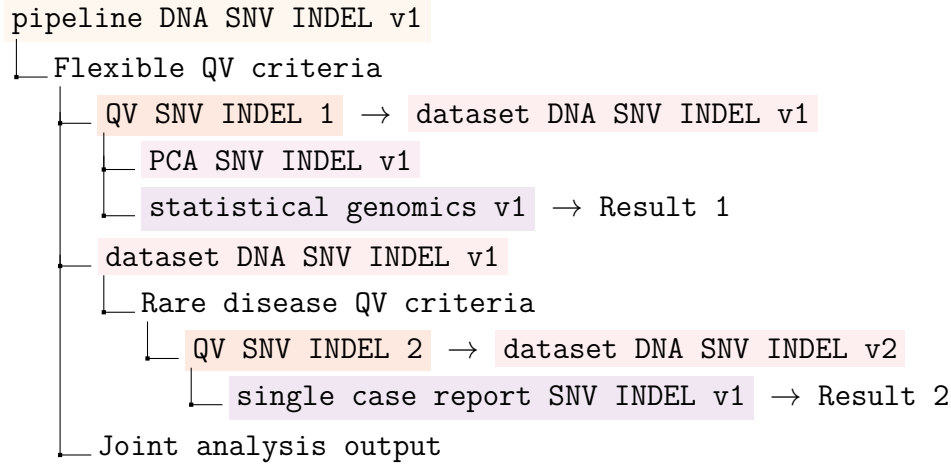 pipeline DNA SNV INDEL v1
Flexible QV criteria
QV SNV INDEL 1 → dataset DNA SNV INDEL v1
PCA SNV INDEL v1
statistical genomics v1 → Result 1
dataset DNA SNV INDEL v1
Rare disease QV criteria
QV SNV INDEL 2 → dataset DNA SNV INDEL v2
single case report SNV INDEL v1 → Result 2
Joint analysis output